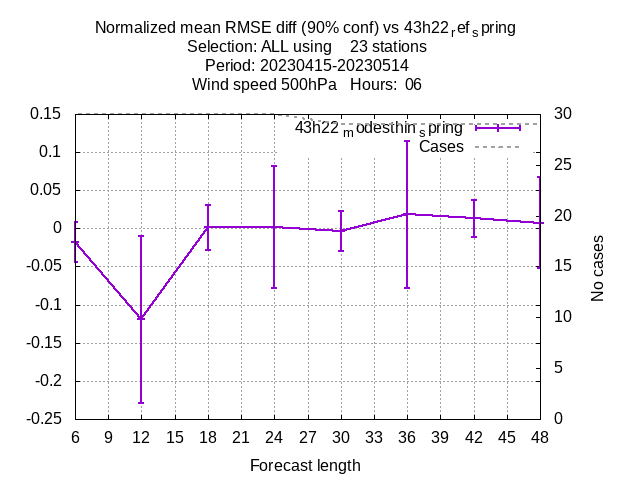 Normalized mean RMSE diff (90% conf) vs 43h22refspring
Selection: ALL using 23 stations
Period: 20230415-20230514
Wind speed 500hPa Hours: 06
43h22modesthinspring
Cases
0.15
0.1
0.05
0
-0.05
-0.1
-0.15
-0.2
-0.25
30
25
20
15
10
5
0
No cases
6 9 12 15 18 21 24 27 30 33 36 39 42 45 48
Forecast length